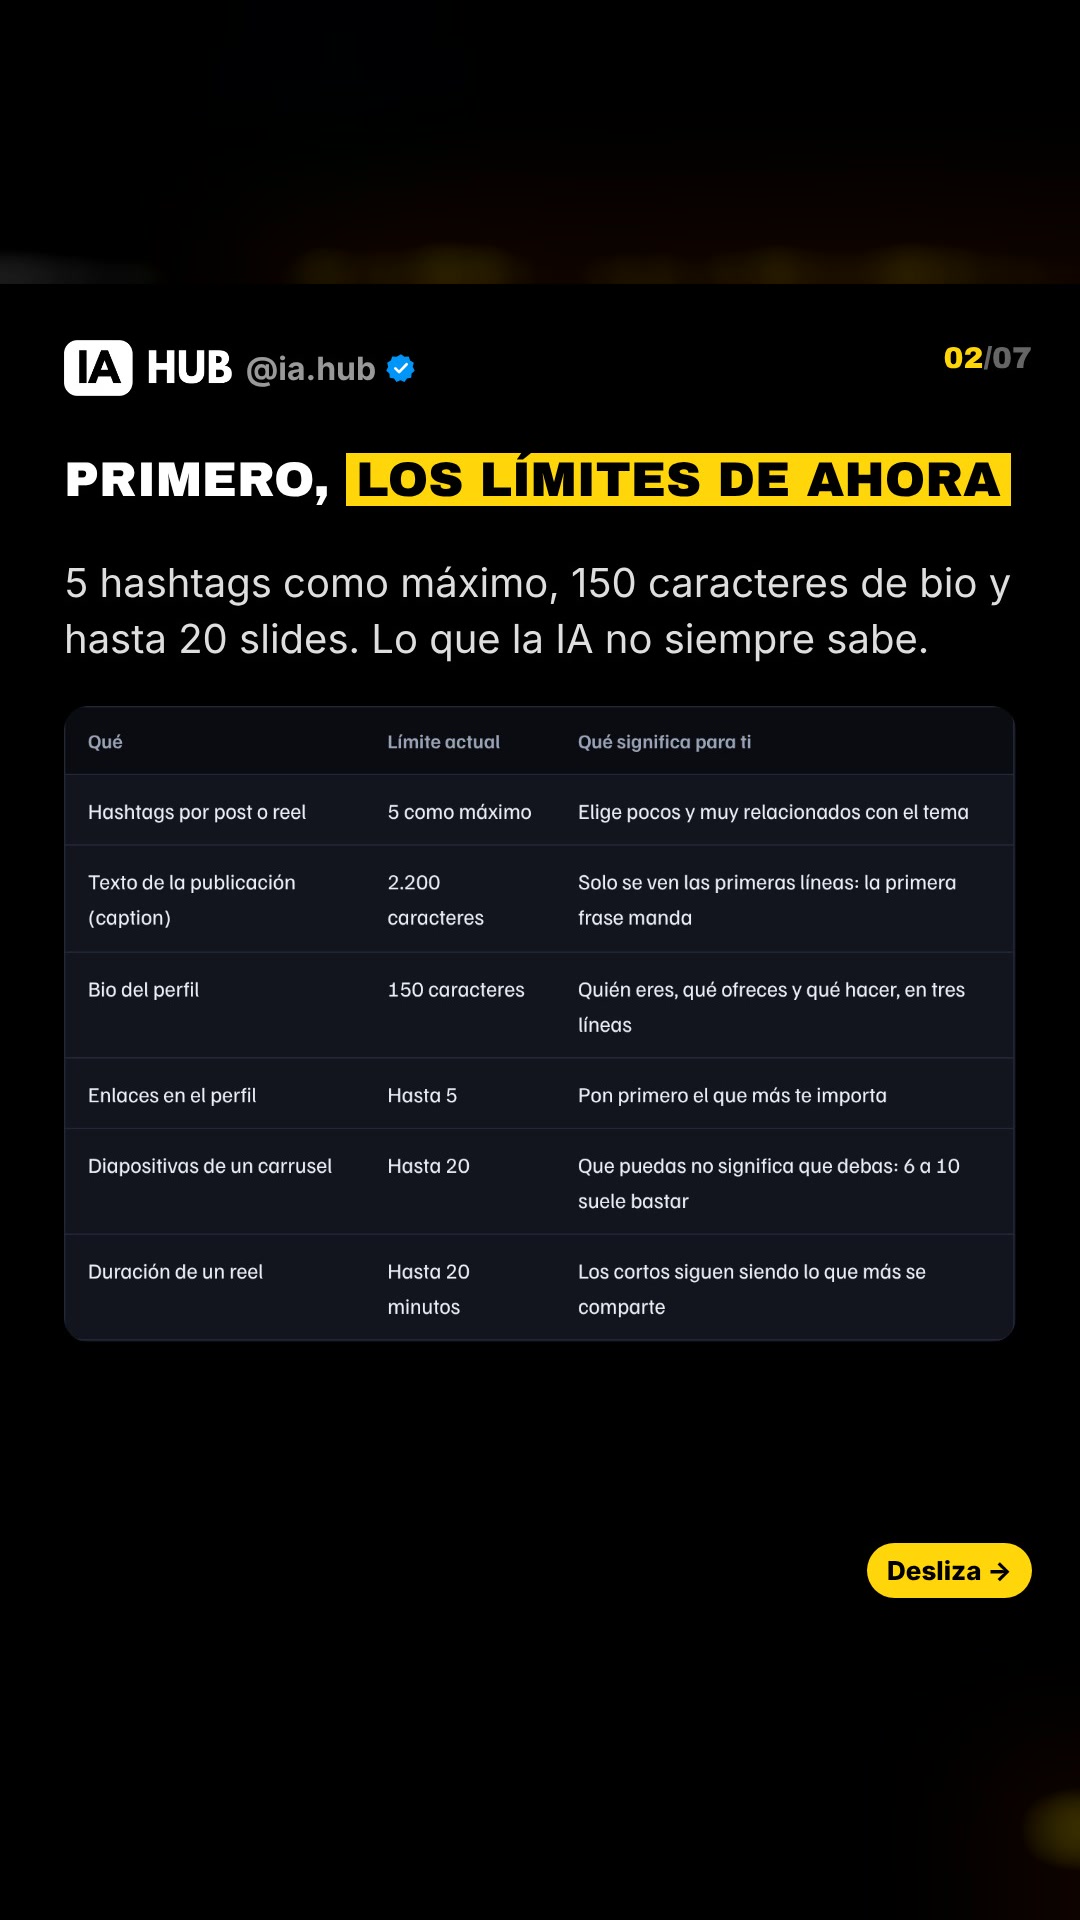 IA HUB @ia.hub
02/07
PRIMERO, LOS LÍMITES DE AHORA
5 hashtags como máximo, 150 caracteres de bio y
hasta 20 slides. Lo que la IA no siempre sabe.
Qué Límite actual Qué significa para ti
Hashtags por post o reel 5 como máximo Elige pocos y muy relacionados con el tema
Texto de la publicación 2.200 Solo se ven las primeras líneas: la primera
(caption) caracteres frase manda
Bio del perfil 150 caracteres Quién eres, qué ofreces y qué hacer, en tres
líneas
Enlaces en el perfil Hasta 5 Pon primero el que más te importa
Diapositivas de un carrusel Hasta 20 Que puedas no significa que debas: 6 a 10
suele bastar
Duración de un reel Hasta 20 Los cortos siguen siendo lo que más se
minutos comparte
Desliza →